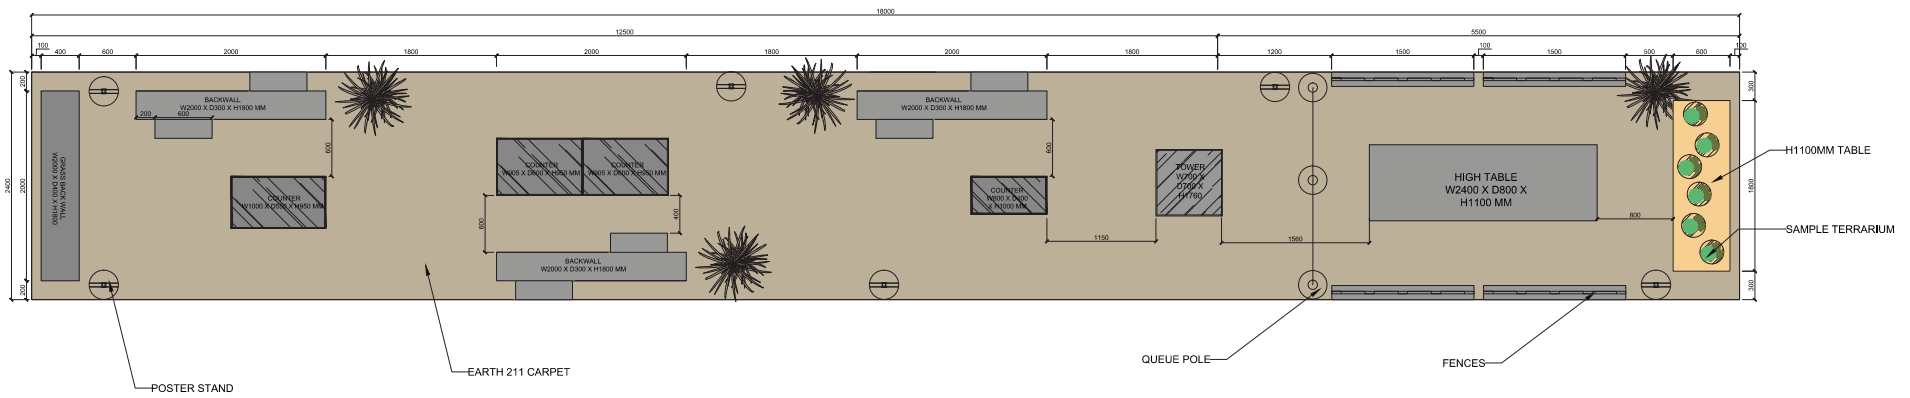 18000
12500
5500
100
400
600
2000
1800
2000
1800
2000
1800
1200
1500
100
1500
500
600
100
200
2400
2000
200
300
1800
300
BACKWALL
W2000 X D300 X H1800 MM
200
600
600
GRASS BACK WALL
W2000 X D400 X H1800
COUNTER
W1000 X D550 X H950 MM
COUNTER
W905 X D600 X H950 MM
COUNTER
W905 X D600 X H950 MM
600
400
BACKWALL
W2000 X D300 X H1800 MM
BACKWALL
W2000 X D300 X H1800 MM
600
COUNTER
W800 X D400
X H1000 MM
TOWER
W700 X
D700 X
H1760
1150
1560
HIGH TABLE
W2400 X D800 X
H1100 MM
800
H1100MM TABLE
SAMPLE TERRARIUM
QUEUE POLE
FENCES
EARTH 211 CARPET
POSTER STAND